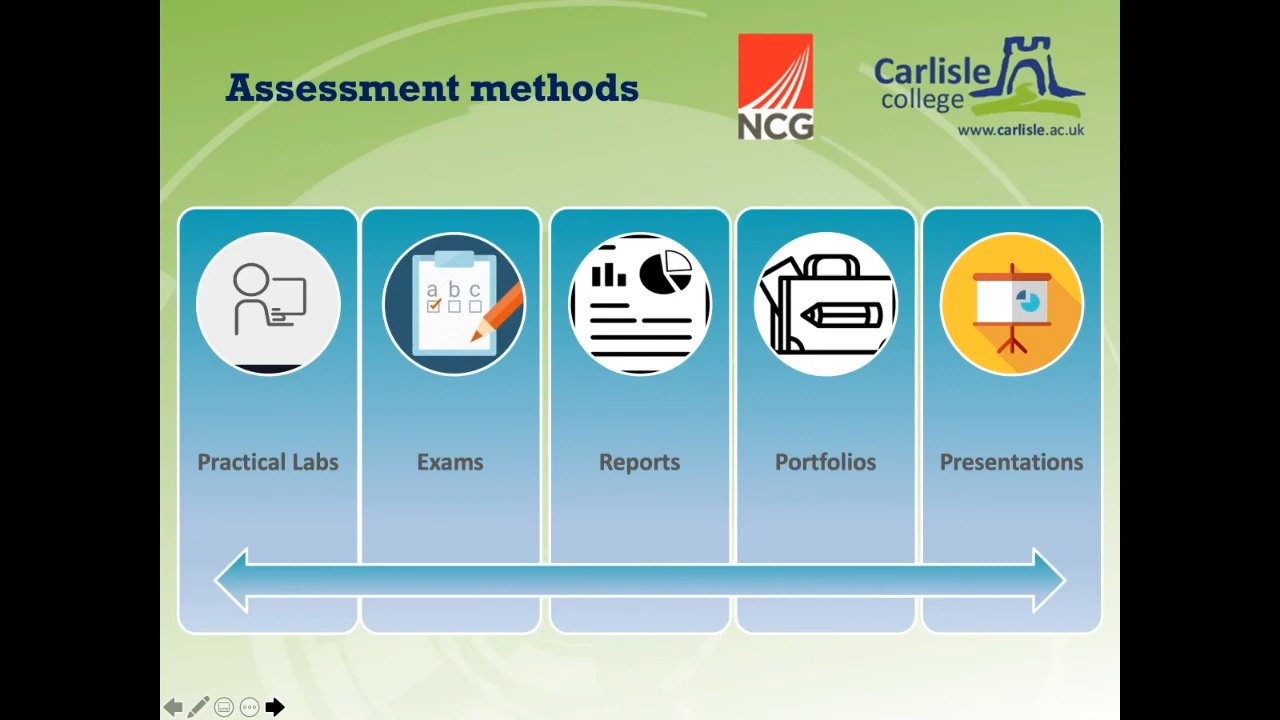 Assessment methods
NCG
Carlisle
college
www.carlisle.ac.uk
a b c
Practical Labs
Exams
Reports
Portfolios
Presentations